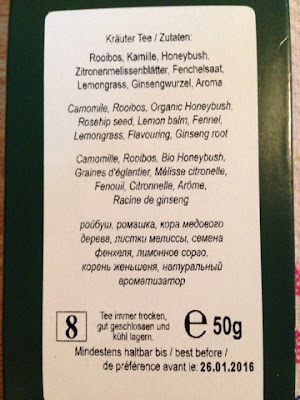 Kräuter Tee / Zutaten:
Rooibos, Kamille, Honeybush,
Zitronenmelissenblätter, Fenchelsaat,
Lemongrass, Ginsengwurzel, Aroma
Camomille, Rooibos, Organic Honeybush,
Rosehip seed, Lemon balm, Fennel,
Lemongrass, Flavouring, Ginseng root
Camomille, Rooibos, Bio Honeybush,
Graines d'églantier, Mélisse citronelle,
Fenouil, Citronnelle, Arôme,
Racine de ginseng
ройбуш, ромашка, кора медового
дерева, листки мелиссы, семена
фенхеля, лимонное сорго,
корень женьшеня, натуральный
ароматизатор
8
Tee immer trocken,
gut geschlossen und
kühl lagern.
℮ 50g
Mindestens haltbar bis / best before /
de préférence avant le: 26.01.2016